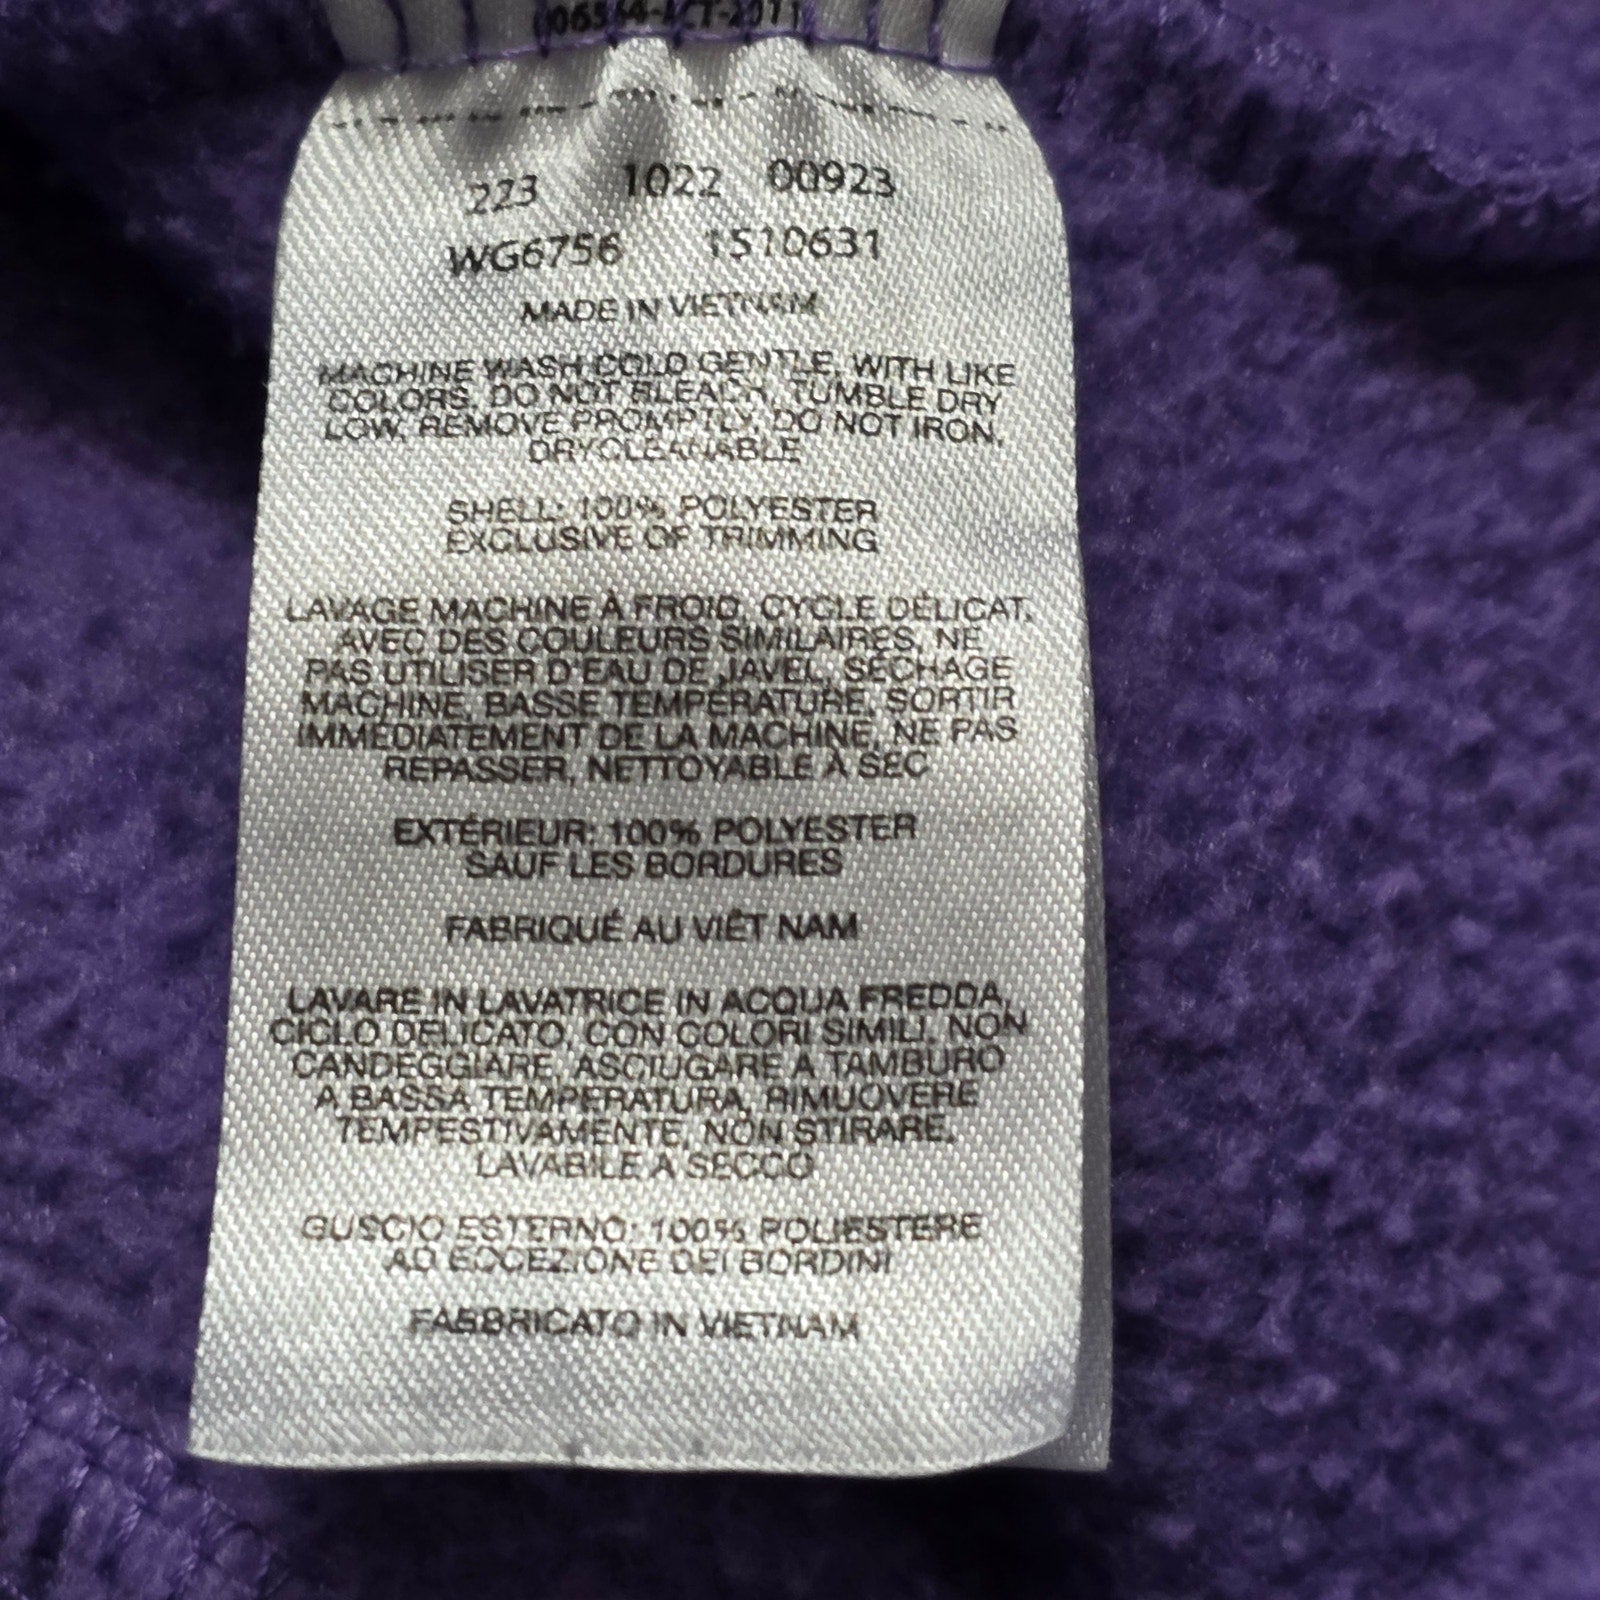 223 1022 00923
WG6756 1510631
MADE IN VIETNAM
MACHINE WASH COLD GENTLE, WITH LIKE
COLORS, DO NOT BLEACH, TUMBLE DRY
LOW, REMOVE PROMPTLY, DO NOT IRON,
DRYCLEANABLE
SHELL: 100% POLYESTER
EXCLUSIVE OF TRIMMING
LAVAGE MACHINE À FROID, CYCLE DÉLICAT,
AVEC DES COULEURS SIMILAIRES, NE
PAS UTILISER D'EAU DE JAVEL, SÉCHAGE
MACHINE, BASSE TEMPÉRATURE, SORTIR
IMMÉDIATEMENT DE LA MACHINE, NE PAS
REPASSER, NETTOYABLE À SEC
EXTÉRIEUR: 100% POLYESTER
SAUF LES BORDURES
FABRIQUÉ AU VIÊT NAM
LAVARE IN LAVATRICE IN ACQUA FREDDA,
CICLO DELICATO, CON COLORI SIMILI, NON
CANDEGGIARE, ASCIUGARE A TAMBURO
A BASSA TEMPERATURA, RIMUOVERE
TEMPESTIVAMENTE, NON STIRARE,
LAVABILE A SECCO
GUSCIO ESTERNO: 100% POLIESTERE
AD ECCEZIONE DEI BORDINI
FABBRICATO IN VIETNAM